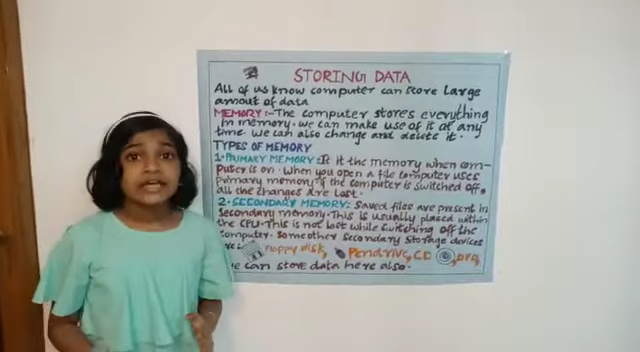 STORING DATA
All of us know computer can store Large
amount of data
MEMORY:-The computer stores everything
in memory. we can make use of it at any
time. we can also change and delete it.
TYPES OF MEMORY
1.PRIMARY MEMORY:-It it the memory when om-
puter is on. When you open a file computer uses
primary memory. if the computer is switched off.
all the changes are lost.
2.SECONDARY MEMORY: Saved files are present in
Secondary memory. This is usually placed within
the CPU. This is not lost while switching off the
computer. Some other Secondary Storage devices
are: Floppy disk, Pendrive, CD
we can store data here also.